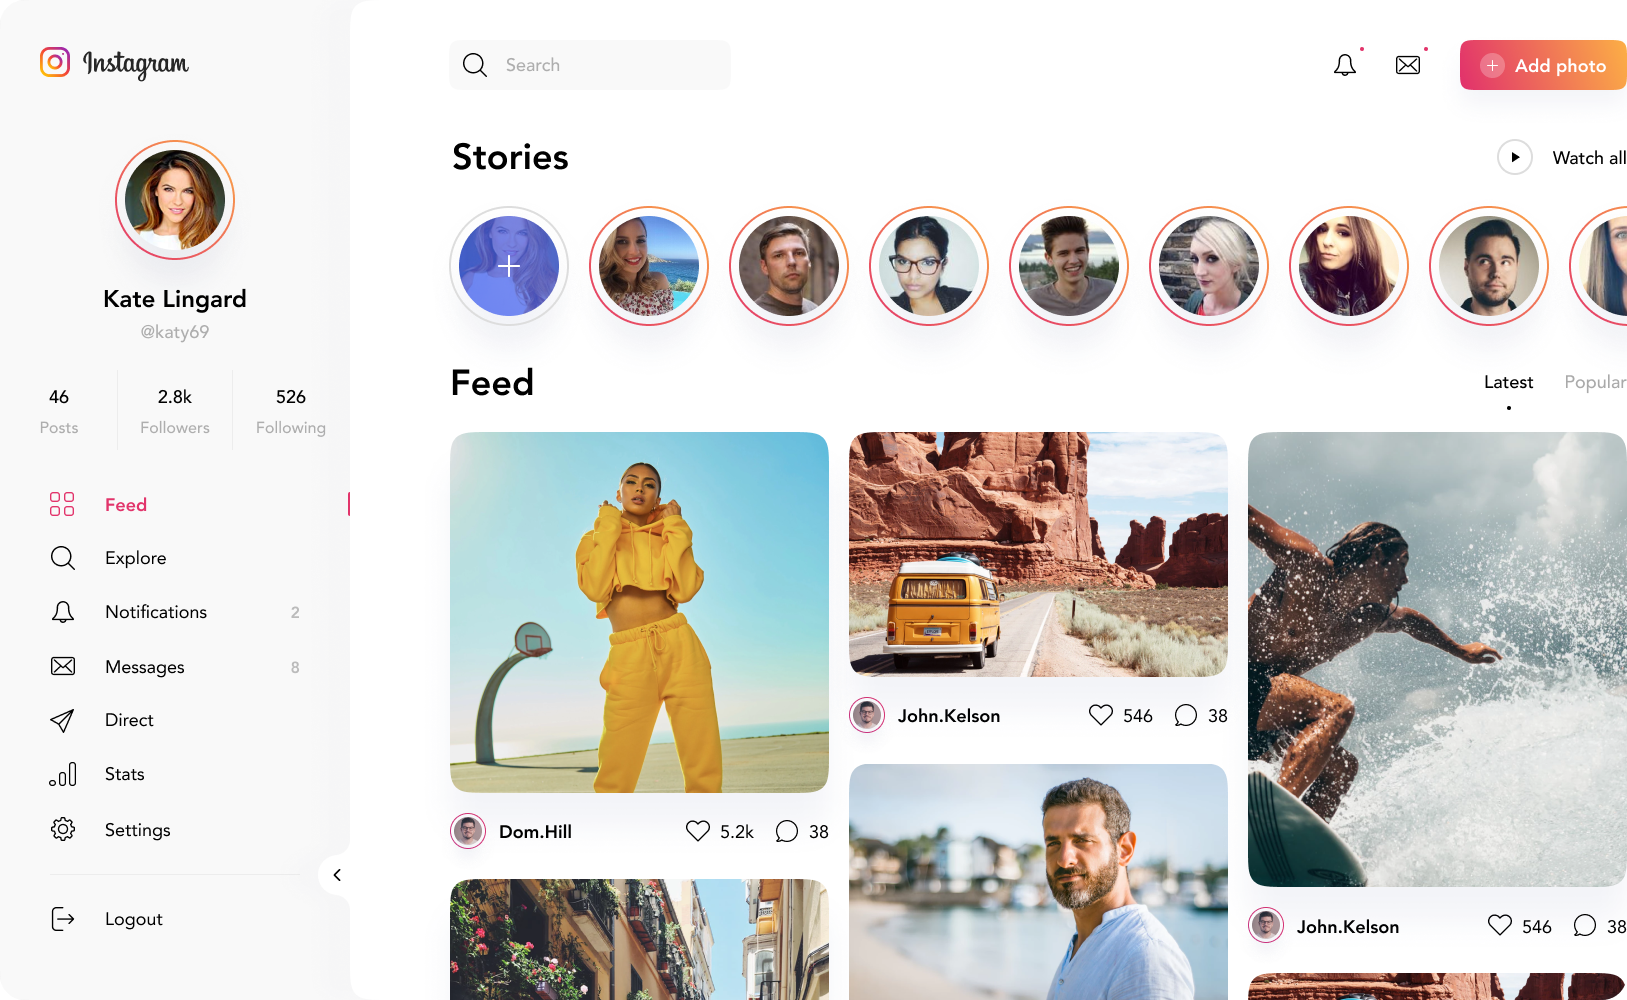 Instagram
Kate Lingard
@katy69
46
Posts
2.8k
Followers
526
Following
Feed
Explore
Notifications 2
Messages 8
Direct
Stats
Settings
Logout
Search
Add photo
Stories
Watch all
Feed
Latest Popular
Dom.Hill 5.2k 38
John.Kelson 546 38
John.Kelson 546 38